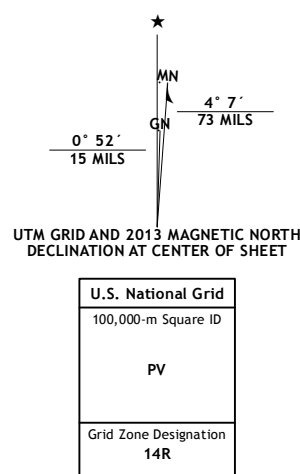 ★
MN
4° 7´
73 MILS
GN
0° 52´
15 MILS
UTM GRID AND 2013 MAGNETIC NORTH
DECLINATION AT CENTER OF SHEET
U.S. National Grid
100,000-m Square ID
PV
Grid Zone Designation
14R